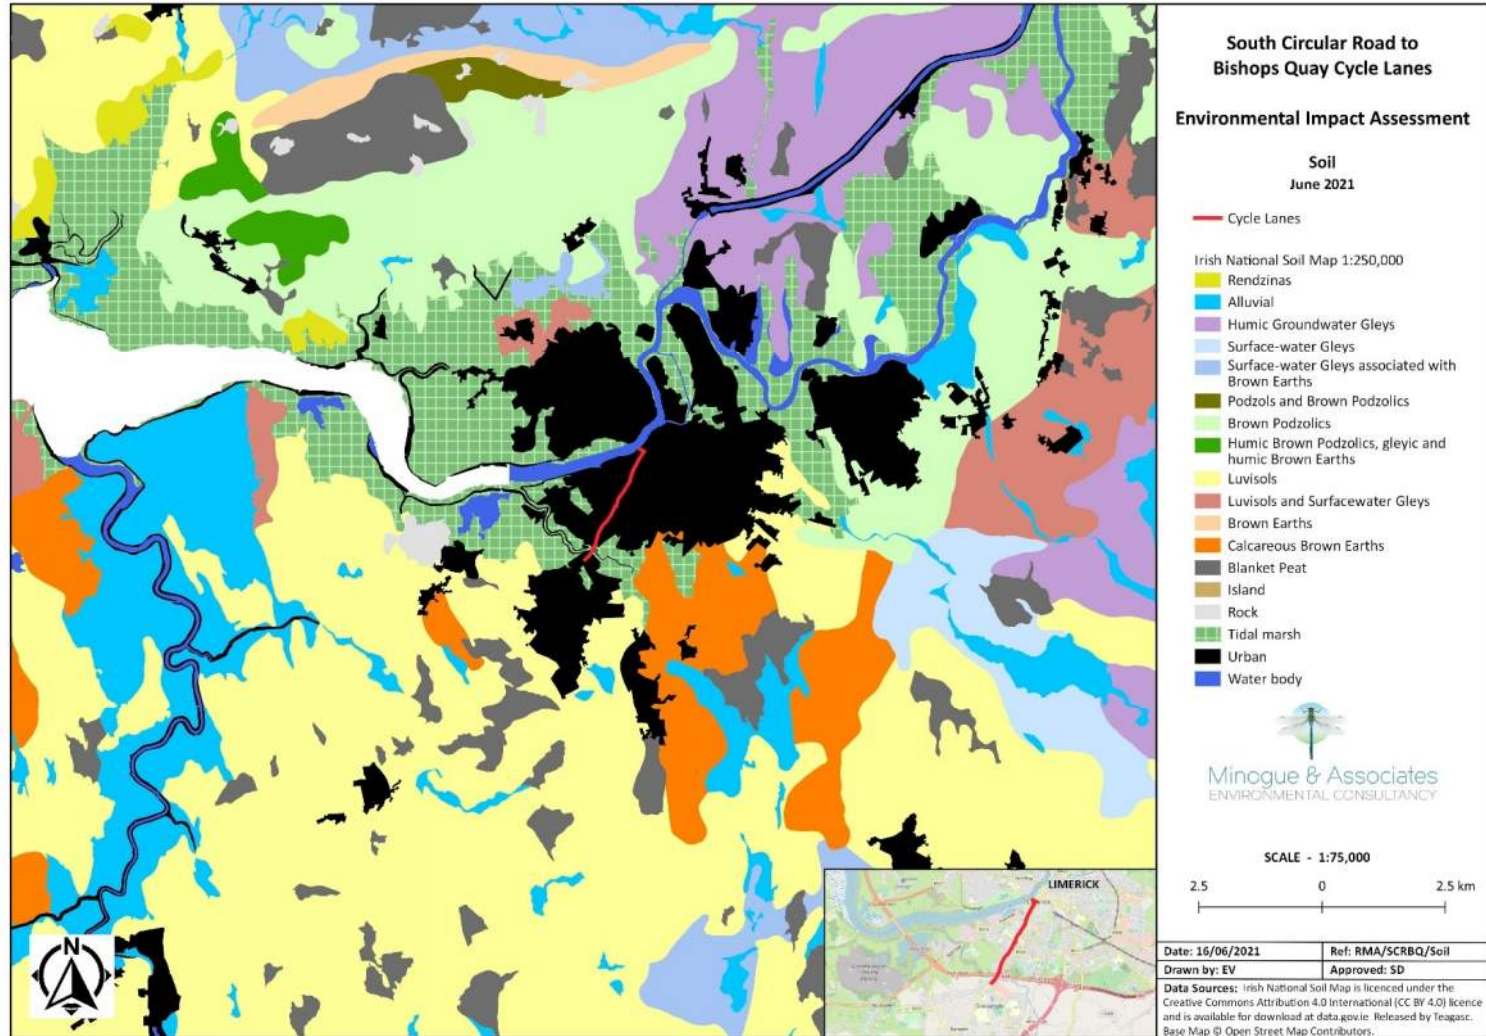 South Circular Road to
Bishops Quay Cycle Lanes
Environmental Impact Assessment
Soil
June 2021
Cycle Lanes
Irish National Soil Map 1:250,000
Rendzinas
Alluvial
Humic Groundwater Gleys
Surface-water Gleys
Surface-water Gleys associated with
Brown Earths
Podzols and Brown Podzolics
Brown Podzolics
Humic Brown Podzolics, gleyic and
humic Brown Earths
Luvisols
Luvisols and Surfacewater Gleys
Brown Earths
Calcareous Brown Earths
Blanket Peat
Island
Rock
Tidal marsh
Urban
Water body
Minogue & Associates
ENVIRONMENTAL CONSULTANCY
SCALE - 1:75,000
2.5 0 2.5 km
Date: 16/06/2021 Ref: RMA/SCRBQ/Soil
Drawn by: EV Approved: SD
Data Sources: Irish National Soil Map is licenced under the
Creative Commons Attribution 4.0 International (CC BY 4.0) licence
and is available for download at data.gov.ie Released by Teagasc.
Base Map © Open Street Map Contributors.
LIMERICK
N